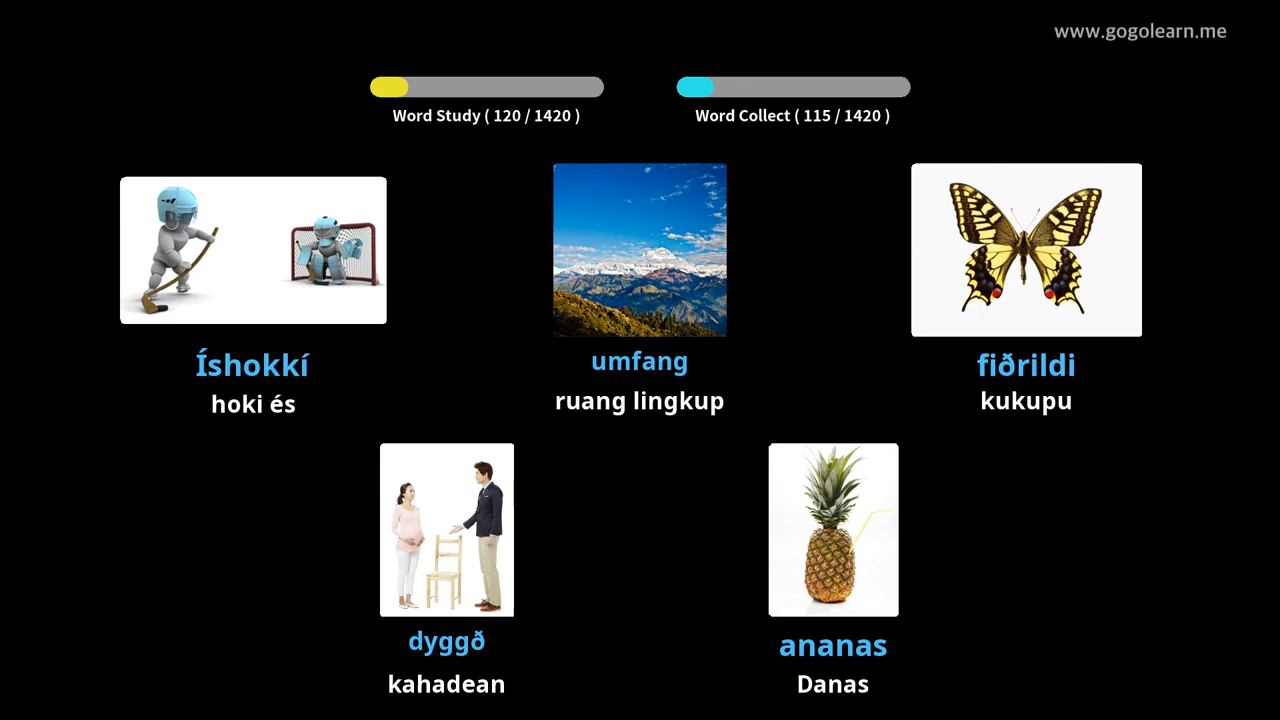 www.gogolearn.me
Word Study ( 120 / 1420 )
Word Collect ( 115 / 1420 )
Íshokkí
hoki és
umfang
ruang lingkup
fiðrildi
kukupu
dyggð
kahadean
ananas
Danas